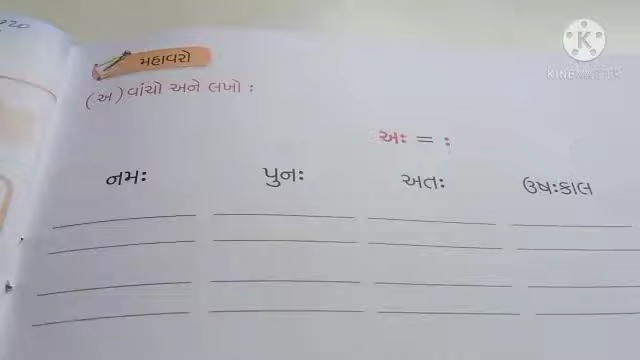 મહાવરો
(અ) વાંચો અને લખો :
અઃ = ઃ
નમઃ પુનઃ અતઃ ઉષઃકાલ
KINEMASTER